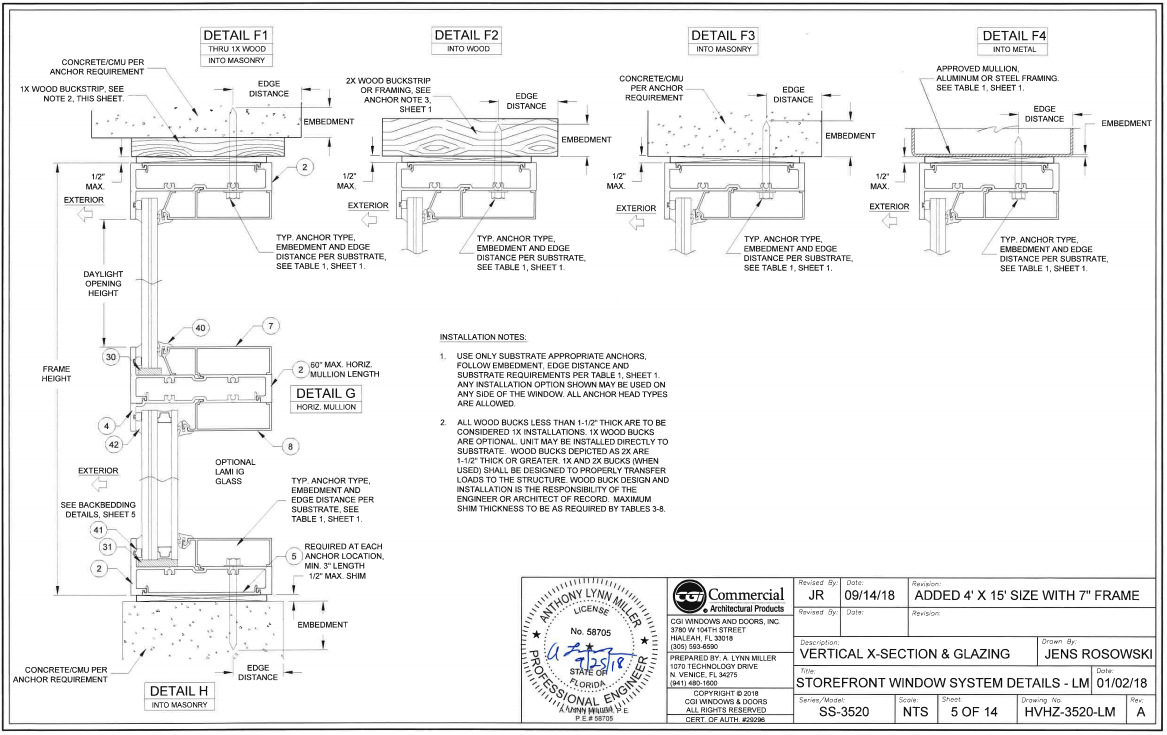 DETAIL F1
THRU 1X WOOD
INTO MASONRY
CONCRETE/CMU PER
ANCHOR REQUIREMENT
1X WOOD BUCKSTRIP, SEE
NOTE 2, THIS SHEET.
EDGE
DISTANCE
EMBEDMENT
1/2"
MAX.
EXTERIOR
2
TYP. ANCHOR TYPE,
EMBEDMENT AND EDGE
DISTANCE PER SUBSTRATE,
SEE TABLE 1, SHEET 1.
DETAIL F2
INTO WOOD
2X WOOD BUCKSTRIP
OR FRAMING, SEE
ANCHOR NOTE 3,
SHEET 1
EDGE
DISTANCE
EMBEDMENT
1/2"
MAX.
EXTERIOR
TYP. ANCHOR TYPE,
EMBEDMENT AND EDGE
DISTANCE PER SUBSTRATE,
SEE TABLE 1, SHEET 1.
DETAIL F3
INTO MASONRY
CONCRETE/CMU
PER ANCHOR
REQUIREMENT
EDGE
DISTANCE
EMBEDMENT
1/2"
MAX.
EXTERIOR
TYP. ANCHOR TYPE,
EMBEDMENT AND EDGE
DISTANCE PER SUBSTRATE,
SEE TABLE 1, SHEET 1.
DETAIL F4
INTO METAL
APPROVED MULLION,
ALUMINUM OR STEEL FRAMING.
SEE TABLE 1, SHEET 1.
EDGE
DISTANCE
EMBEDMENT
1/2"
MAX.
EXTERIOR
TYP. ANCHOR TYPE,
EMBEDMENT AND EDGE
DISTANCE PER SUBSTRATE,
SEE TABLE 1, SHEET 1.
DAYLIGHT
OPENING
HEIGHT
FRAME
HEIGHT
40
7
30
2
60" MAX. HORIZ.
MULLION LENGTH
DETAIL G
HORIZ. MULLION
4
42
8
EXTERIOR
OPTIONAL
LAMI IG
GLASS
SEE BACKBEDDING
DETAILS, SHEET 5
TYP. ANCHOR TYPE,
EMBEDMENT AND
EDGE DISTANCE PER
SUBSTRATE, SEE
TABLE 1, SHEET 1.
41
31
2
5
REQUIRED AT EACH
ANCHOR LOCATION,
MIN. 3" LENGTH
1/2" MAX. SHIM
EMBEDMENT
CONCRETE/CMU PER
ANCHOR REQUIREMENT
EDGE
DISTANCE
DETAIL H
INTO MASONRY
INSTALLATION NOTES:
1. USE ONLY SUBSTRATE APPROPRIATE ANCHORS,
FOLLOW EMBEDMENT, EDGE DISTANCE AND
SUBSTRATE REQUIREMENTS PER TABLE 1, SHEET 1.
ANY INSTALLATION OPTION SHOWN MAY BE USED ON
ANY SIDE OF THE WINDOW. ALL ANCHOR HEAD TYPES
ARE ALLOWED.
2. ALL WOOD BUCKS LESS THAN 1-1/2" THICK ARE TO BE
CONSIDERED 1X INSTALLATIONS. 1X WOOD BUCKS
ARE OPTIONAL. UNIT MAY BE INSTALLED DIRECTLY TO
SUBSTRATE. WOOD BUCKS DEPICTED AS 2X ARE
1-1/2" THICK OR GREATER. 1X AND 2X BUCKS (WHEN
USED) SHALL BE DESIGNED TO PROPERLY TRANSFER
LOADS TO THE STRUCTURE. WOOD BUCK DESIGN AND
INSTALLATION IS THE RESPONSIBILITY OF THE
ENGINEER OR ARCHITECT OF RECORD. MAXIMUM
SHIM THICKNESS TO BE AS REQUIRED BY TABLES 3-8.
ANTHONY LYNN MILLER
LICENSE
No. 58705
9/25/18
STATE OF
FLORIDA
PROFESSIONAL ENGINEER
A. LYNN MILLER, P.E.
P.E.# 58705
CGI Commercial
Architectural Products
CGI WINDOWS AND DOORS, INC.
3780 W 104TH STREET
HIALEAH, FL 33018
(305) 593-6590
PREPARED BY: A. LYNN MILLER
1070 TECHNOLOGY DRIVE
N. VENICE, FL 34275
(941) 480-1600
COPYRIGHT © 2018
CGI WINDOWS & DOORS
ALL RIGHTS RESERVED
CERT. OF AUTH. #29296
Revised By: JR
Date: 09/14/18
Revision: ADDED 4' X 15' SIZE WITH 7" FRAME
Revised By:
Date:
Revision:
Description: VERTICAL X-SECTION & GLAZING
Drawn By: JENS ROSOWSKI
Title: STOREFRONT WINDOW SYSTEM DETAILS - LM
Date: 01/02/18
Series/Model: SS-3520
Scale: NTS
Sheet: 5 OF 14
Drawing No: HVHZ-3520-LM
Rev: A